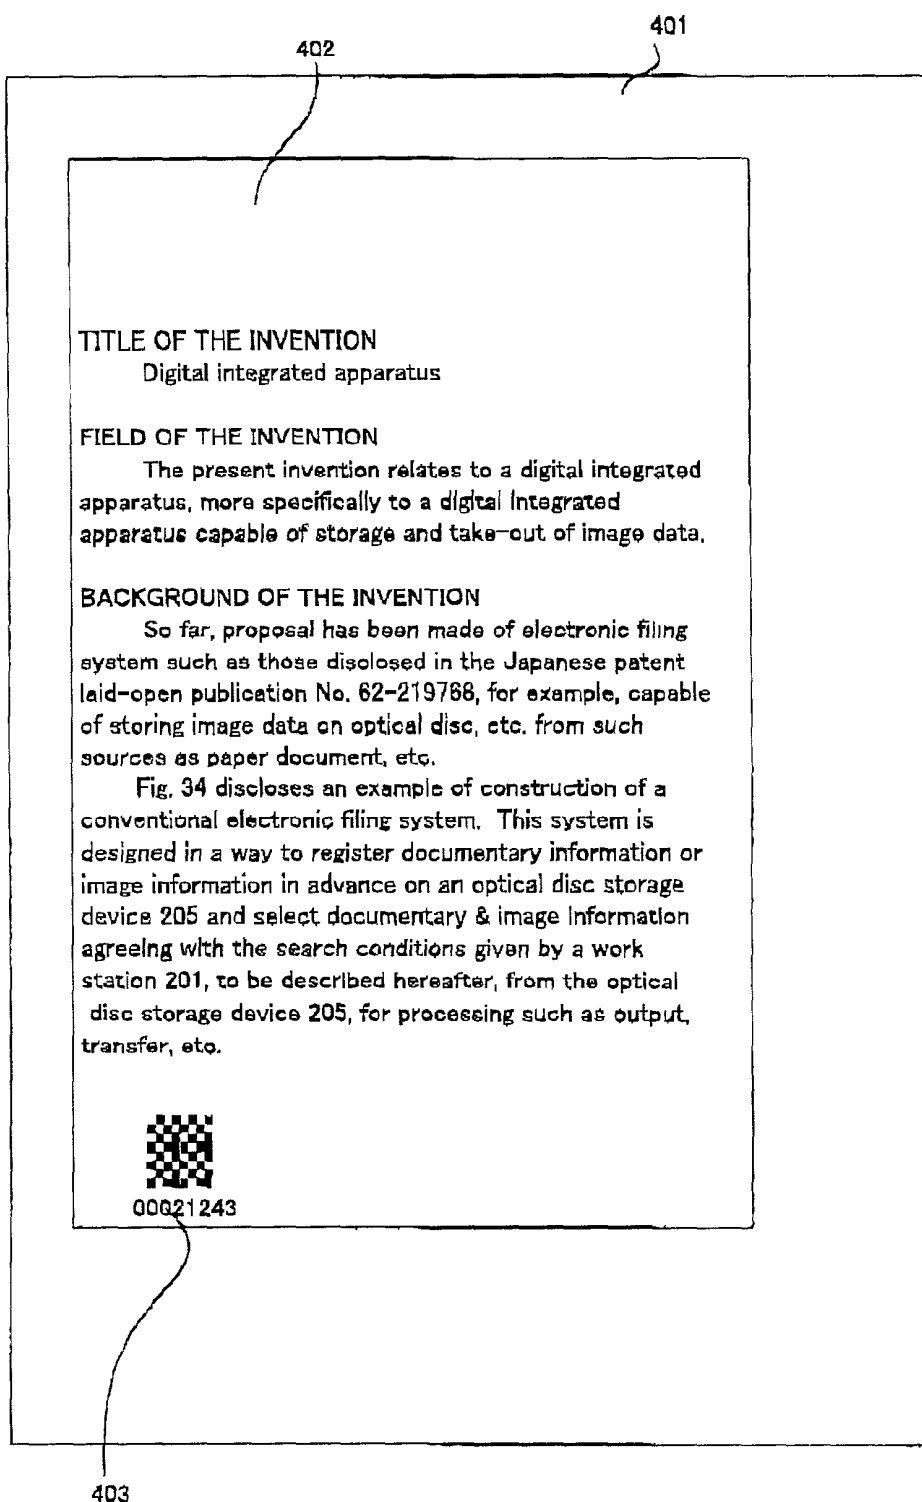 401
402
TITLE OF THE INVENTION
Digital integrated apparatus
FIELD OF THE INVENTION
The present invention relates to a digital integrated
apparatus, more specifically to a digital integrated
apparatus capable of storage and take-out of image data.
BACKGROUND OF THE INVENTION
So far, proposal has been made of electronic filing
system such as those disclosed in the Japanese patent
laid-open publication No. 62-219768, for example, capable
of storing image data on optical disc, etc. from such
sources as paper document, etc.
Fig. 34 discloses an example of construction of a
conventional electronic filing system. This system is
designed in a way to register documentary information or
image information in advance on an optical disc storage
device 205 and select documentary & image information
agreeing with the search conditions given by a work
station 201, to be described hereafter, from the optical
disc storage device 205, for processing such as output,
transfer, etc.
00021243
403